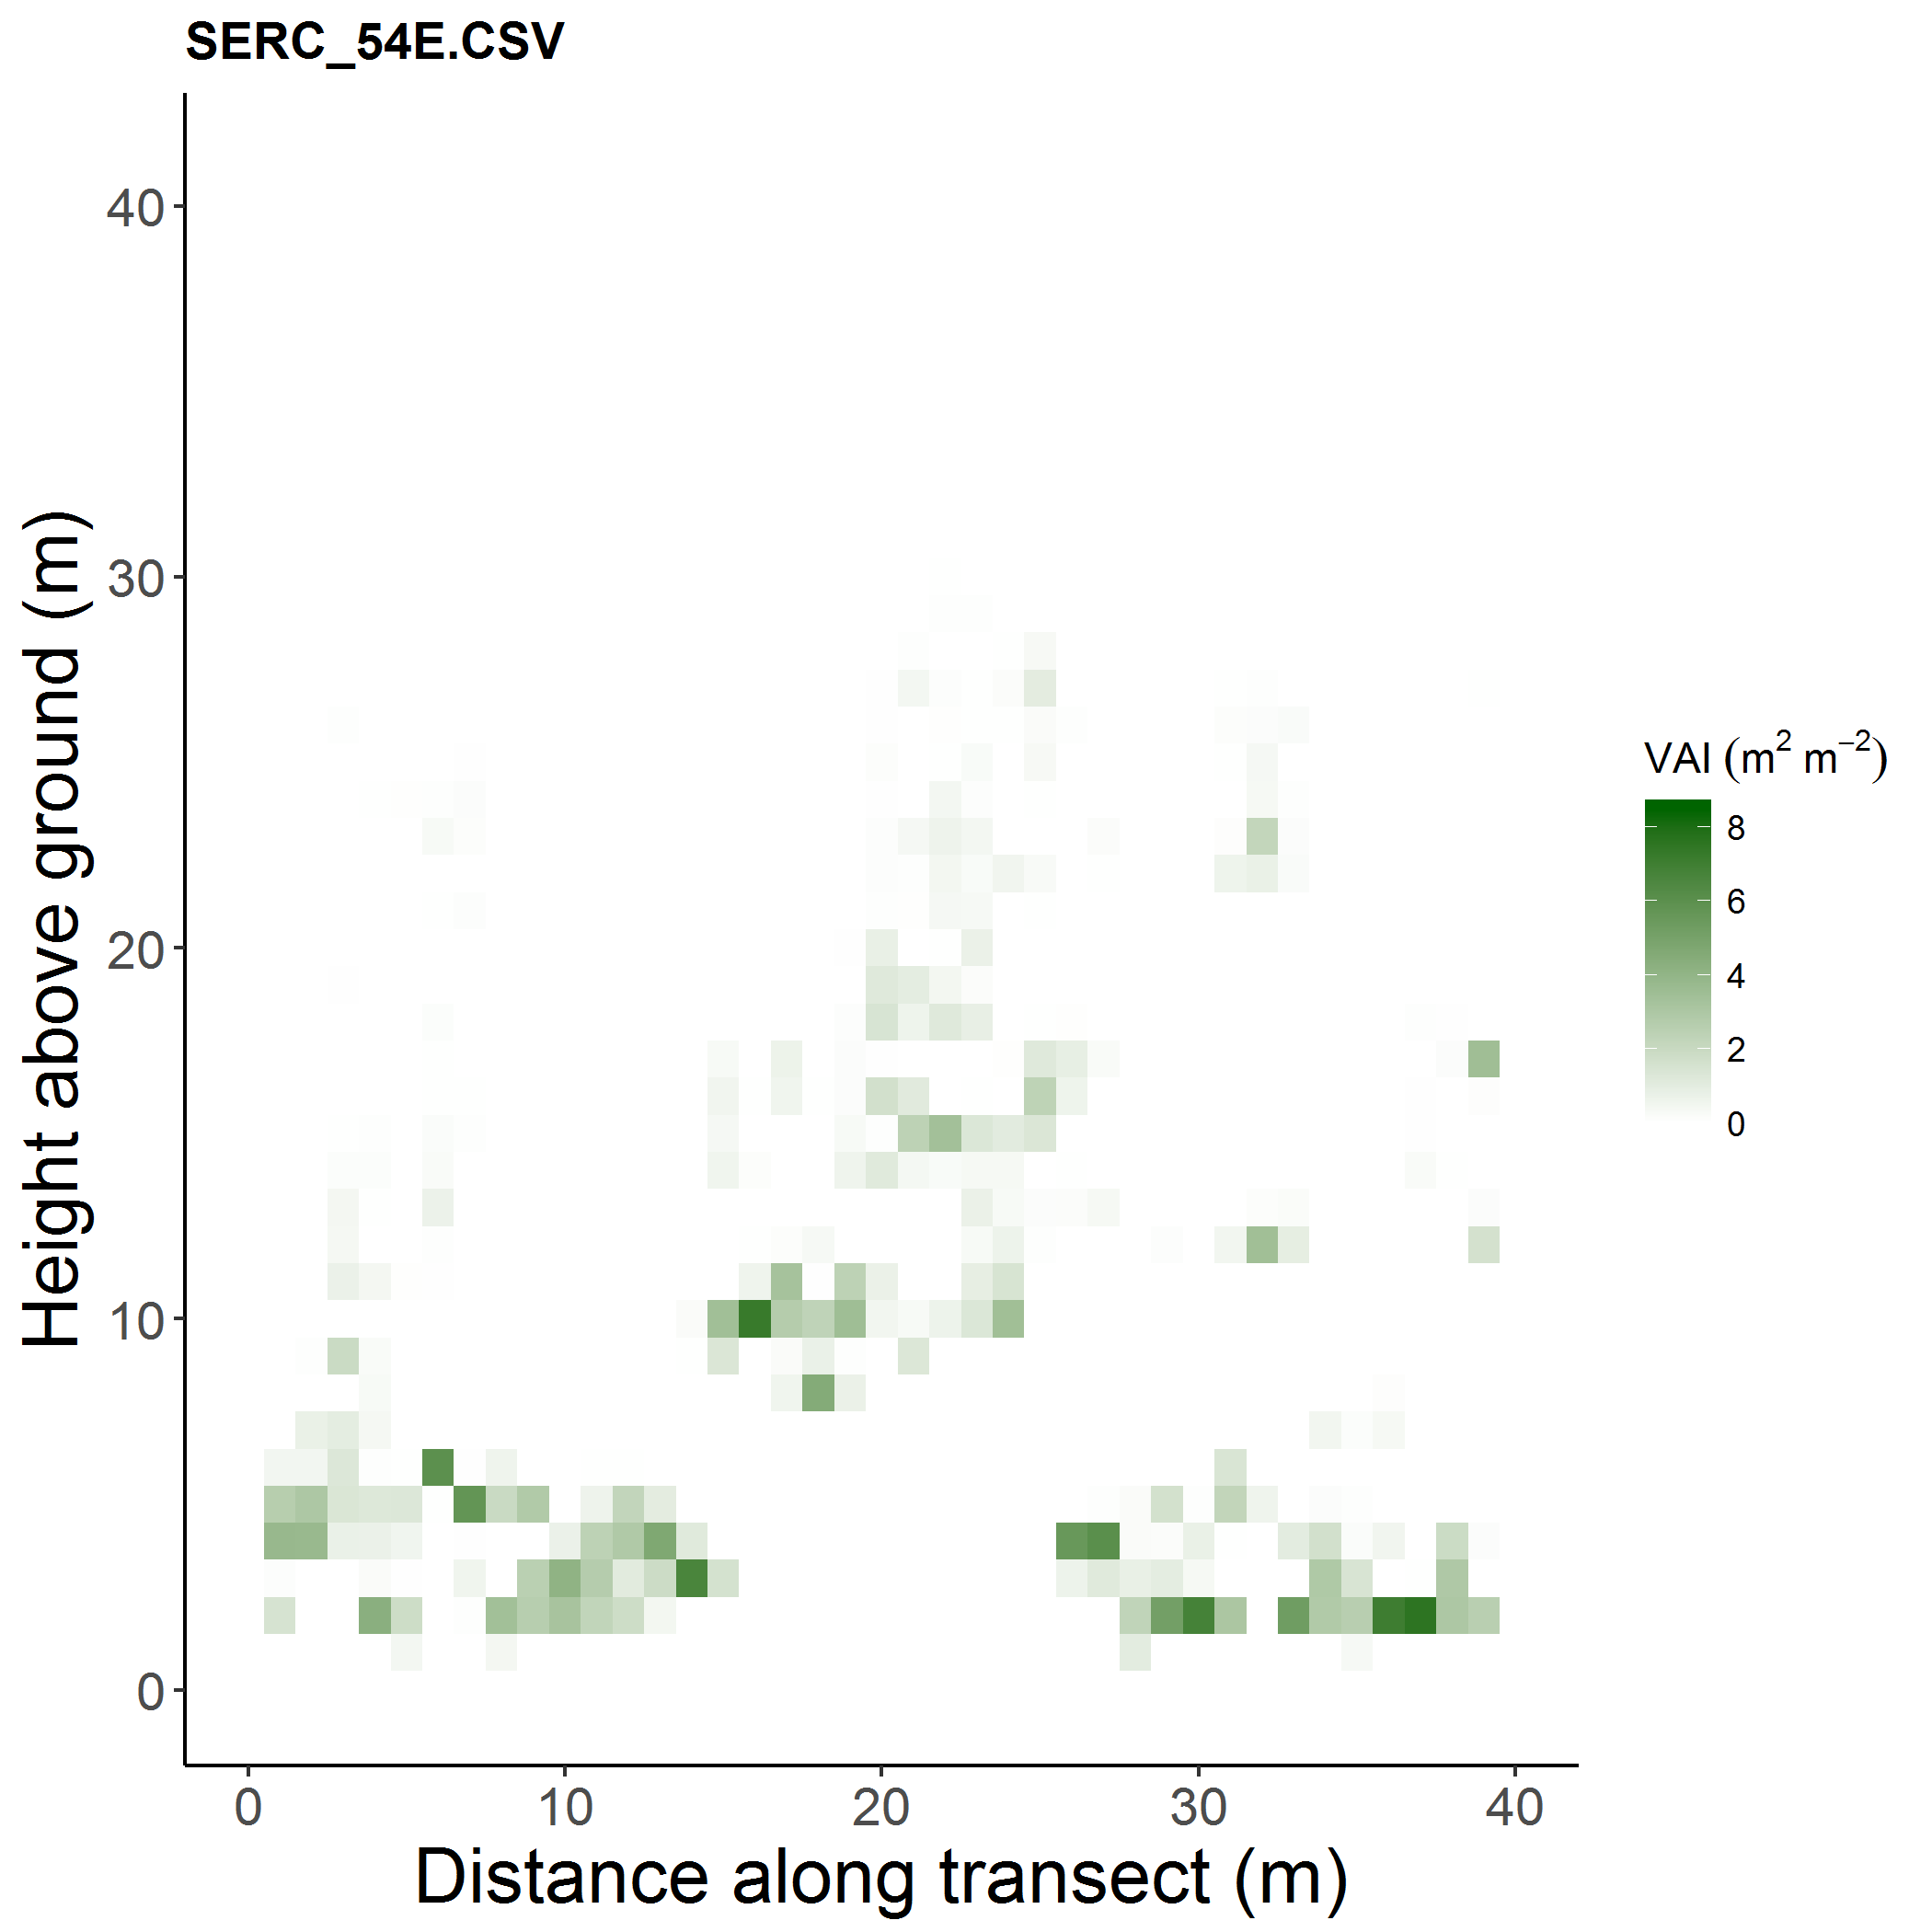 SERC_54E.CSV
Height above ground (m)
40
30
20
10
0
0 10 20 30 40
Distance along transect (m)
VAI (m² m⁻²)
8
6
4
2
0